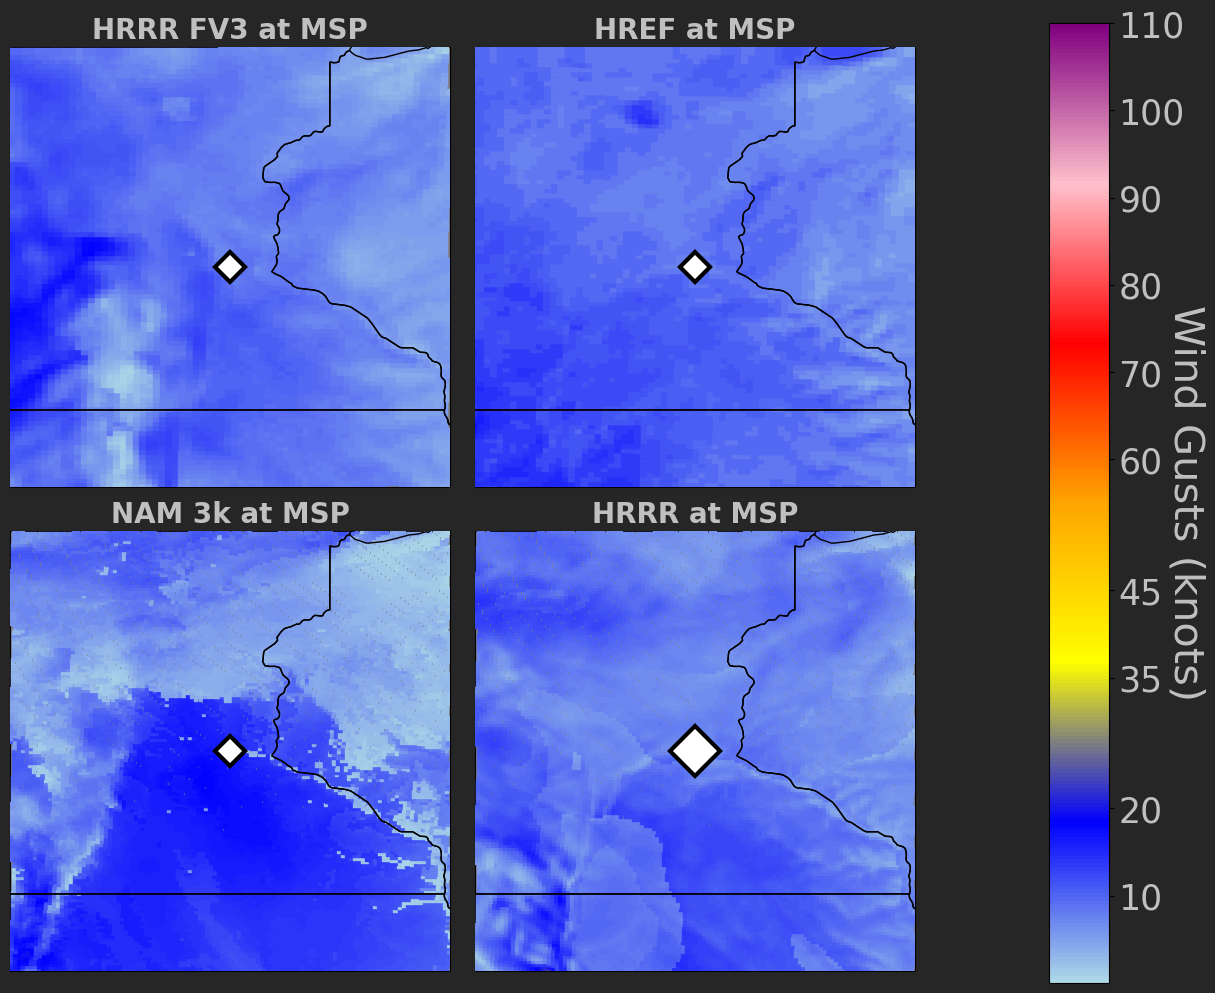 HRRR FV3 at MSP
HREF at MSP
NAM 3k at MSP
HRRR at MSP
110
100
90
80
70
60
45
35
20
10
Wind Gusts (knots)